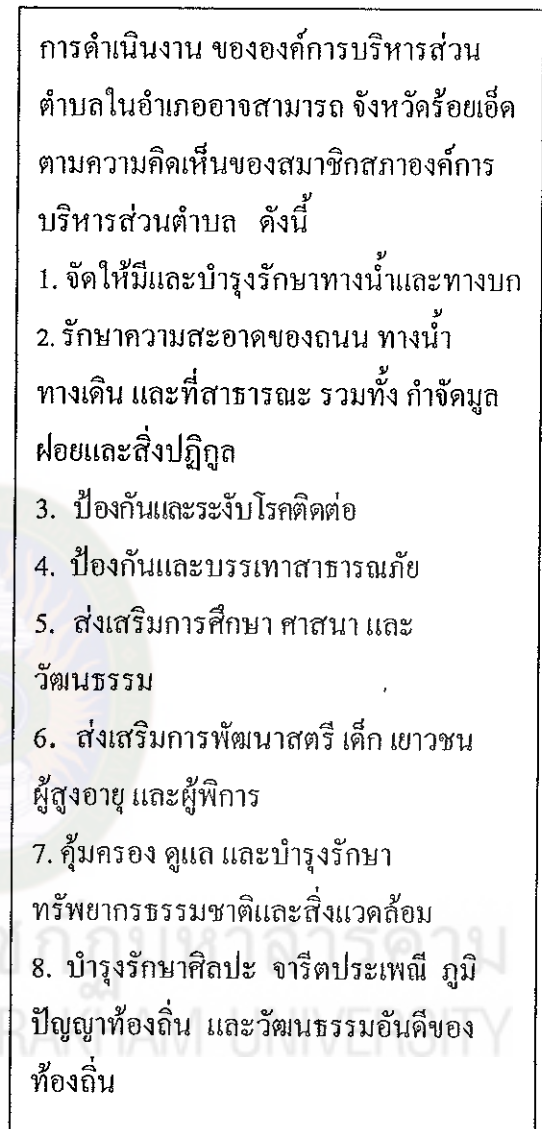 การดำเนินงาน ขององค์การบริหารส่วน
ตำบลในอำเภออาจสามารถ จังหวัดร้อยเอ็ด
ตามความคิดเห็นของสมาชิกสภาองค์การ
บริหารส่วนตำบล ดังนี้
1. จัดให้มีและบำรุงรักษาทางน้ำและทางบก
2. รักษาความสะอาดของถนน ทางน้ำ
ทางเดิน และที่สาธารณะ รวมทั้ง กำจัดมูล
ฝอยและสิ่งปฏิกูล
3. ป้องกันและระงับโรคติดต่อ
4. ป้องกันและบรรเทาสาธารณภัย
5. ส่งเสริมการศึกษา ศาสนา และ
วัฒนธรรม
6. ส่งเสริมการพัฒนาสตรี เด็ก เยาวชน
ผู้สูงอายุ และผู้พิการ
7. คุ้มครอง ดูแล และบำรุงรักษา
ทรัพยากรธรรมชาติและสิ่งแวดล้อม
8. บำรุงรักษาศิลปะ จารีตประเพณี ภูมิ
ปัญญาท้องถิ่น และวัฒนธรรมอันดีของ
ท้องถิ่น
UNIVERSITY